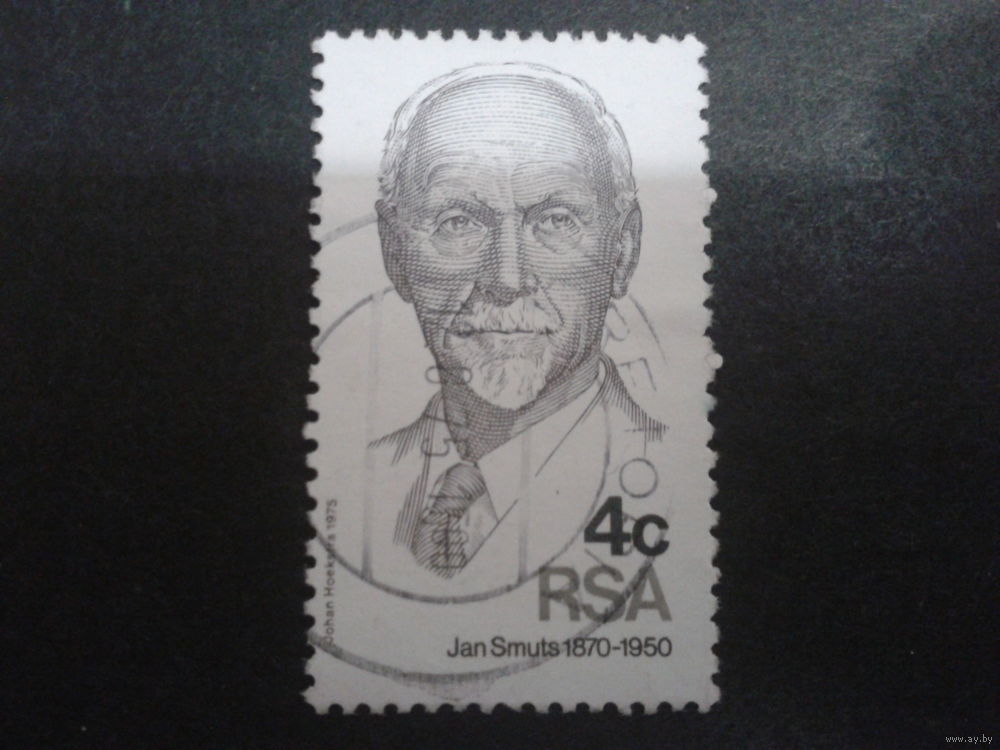 4c
RSA
Jan Smuts 1870-1950
Johan Hoekstra 1975
www.ay.by